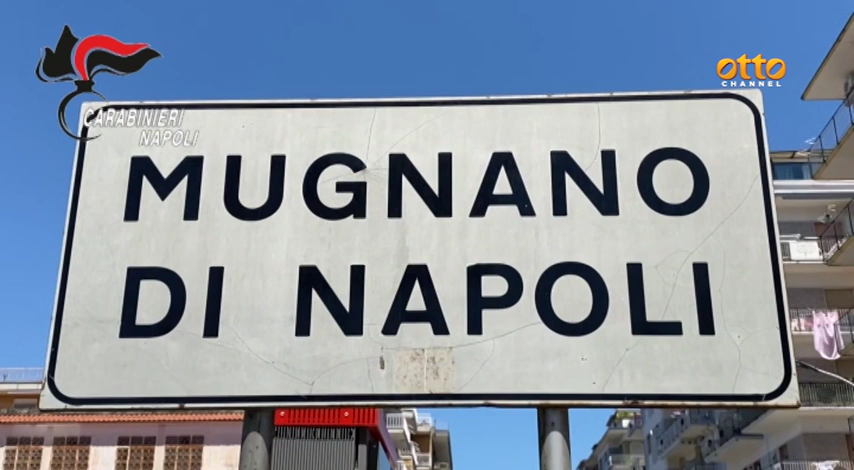 CARABINIERI
NAPOLI
otto
CHANNEL
MUGNANO
DI NAPOLI